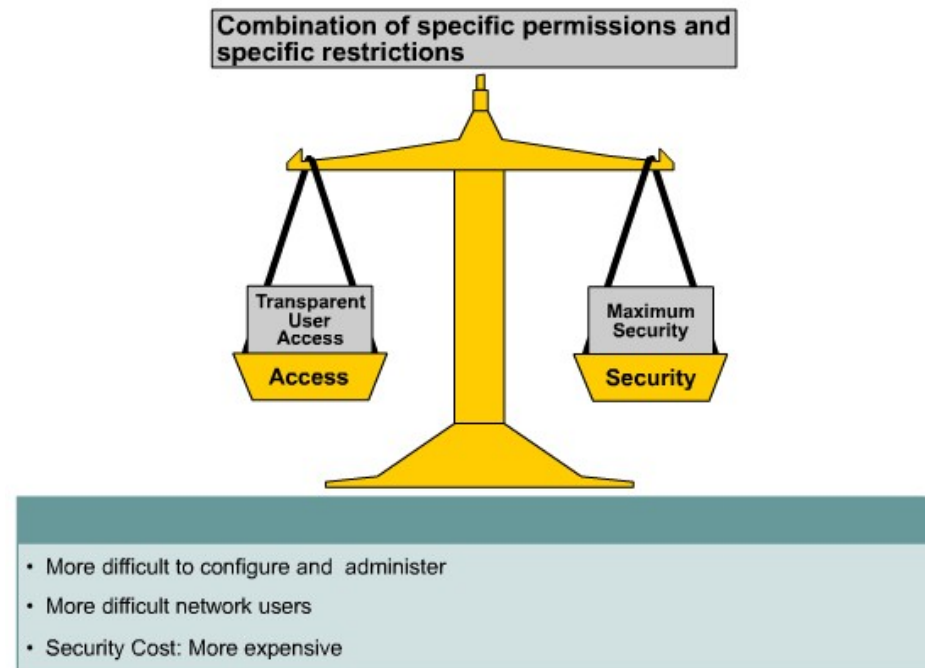 Combination of specific permissions and
specific restrictions
Transparent
User
Access
Access
Maximum
Security
Security
• More difficult to configure and administer
• More difficult network users
• Security Cost: More expensive